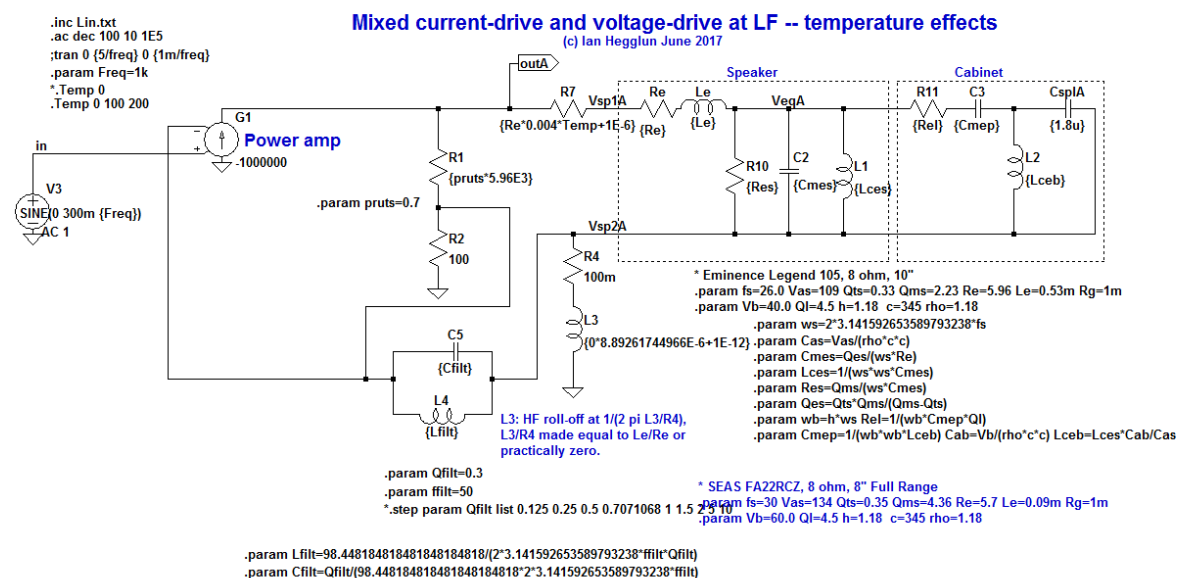 Mixed current-drive and voltage-drive at LF -- temperature effects
(c) Ian Hegglun June 2017
.inc Lin.txt
.ac dec 100 10 1E5
;tran 0 {5/freq} 0 {1m/freq}
.param Freq=1k
*.Temp 0
.Temp 0 100 200
outA
Speaker
Cabinet
G1
Power amp
-1000000
in
V3
SINE(0 300m {Freq})
AC 1
R7
{Re*0.004*Temp+1E-6}
Vsp1A
Re
{Re}
Le
{Le}
VeqA
R11
{Rel}
C3
{Cmep}
CsplA
{1.8u}
R1
{pruts*5.96E3}
.param pruts=0.7
R10
{Res}
C2
{Cmes}
L1
{Lces}
L2
{Lceb}
R2
100
Vsp2A
R4
100m
L3
{0*8.89261744966E-6+1E-12}
C5
{Cfilt}
L4
{Lfilt}
L3: HF roll-off at 1/(2 pi L3/R4),
L3/R4 made equal to Le/Re or
practically zero.
* Eminence Legend 105, 8 ohm, 10"
.param fs=26.0 Vas=109 Qts=0.33 Qms=2.23 Re=5.96 Le=0.53m Rg=1m
.param Vb=40.0 Ql=4.5 h=1.18 c=345 rho=1.18
.param ws=2*3.141592653589793238*fs
.param Cas=Vas/(rho*c*c)
.param Cmes=Qes/(ws*Re)
.param Lces=1/(ws*ws*Cmes)
.param Res=Qms/(ws*Cmes)
.param Qes=Qts*Qms/(Qms-Qts)
.param wb=h*ws Rel=1/(wb*Cmep*Ql)
.param Cmep=1/(wb*wb*Lceb) Cab=Vb/(rho*c*c) Lceb=Lces*Cab/Cas
.param Qfilt=0.3
.param ffilt=50
*.step param Qfilt list 0.125 0.25 0.5 0.7071068 1 1.5 2 5 10
* SEAS FA22RCZ, 8 ohm, 8" Full Range
.param fs=30 Vas=134 Qts=0.35 Qms=4.36 Re=5.7 Le=0.09m Rg=1m
.param Vb=60.0 Ql=4.5 h=1.18 c=345 rho=1.18
.param Lfilt=98.448184818481848184818/(2*3.141592653589793238*ffilt*Qfilt)
.param Cfilt=Qfilt/(98.448184818481848184818*2*3.141592653589793238*ffilt)